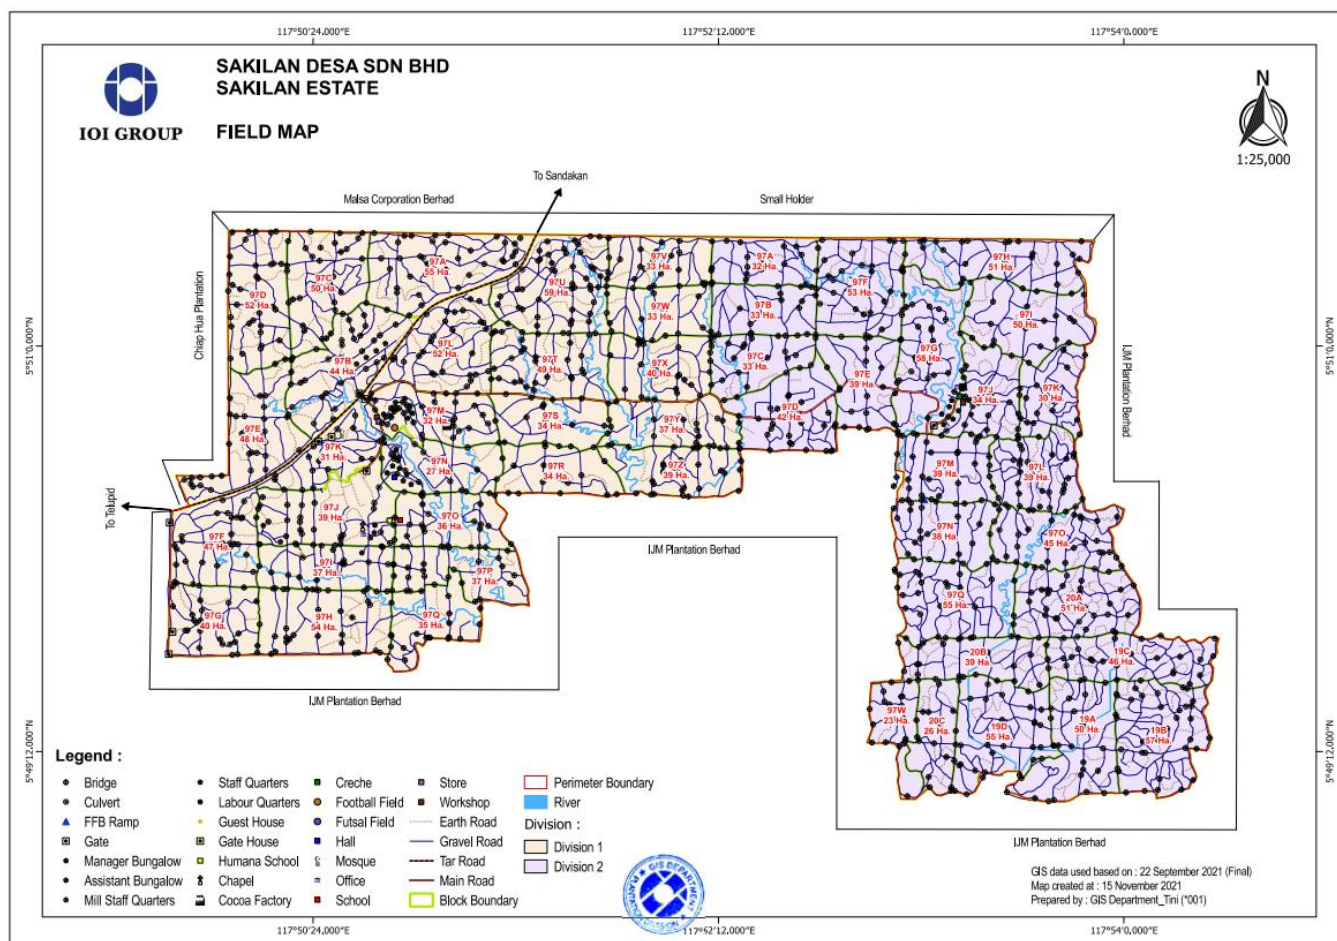 117°50'24.000"E
117°52'12.000"E
117°54'0.000"E
SAKILAN DESA SDN BHD
SAKILAN ESTATE
FIELD MAP
IOI GROUP
N
1:25,000
To Sandakan
Malsa Corporation Berhad
Small Holder
Chiap Hua Plantation
5°51'0.000"N
5°51'0.000"N
IJM Plantation Berhad
To Telupid
97A
55 Ha.
97C
50 Ha.
97D
52 Ha.
97U
59 Ha.
97V
33 Ha.
97W
33 Ha.
97A
32 Ha.
97F
53 Ha.
97H
51 Ha.
97B
33 Ha.
97I
50 Ha.
97L
52 Ha.
97B
44 Ha.
97T
49 Ha.
97X
40 Ha.
97C
33 Ha.
97G
58 Ha.
97E
39 Ha.
97J
34 Ha.
97K
30 Ha.
97M
32 Ha.
97S
34 Ha.
97Y
37 Ha.
97D
42 Ha.
97E
48 Ha.
97K
31 Ha.
97N
27 Ha.
97R
34 Ha.
97Z
39 Ha.
97M
39 Ha.
97L
39 Ha.
97J
39 Ha.
97O
36 Ha.
97N
38 Ha.
97O
45 Ha.
97F
47 Ha.
97I
37 Ha.
97P
37 Ha.
97Q
55 Ha.
20A
51 Ha.
97G
40 Ha.
97H
54 Ha.
97Q
35 Ha.
20B
39 Ha
19C
46 Ha.
97W
23 Ha.
20C
26 Ha.
19D
55 Ha.
19A
50 Ha.
19B
57 Ha.
IJM Plantation Berhad
IJM Plantation Berhad
IJM Plantation Berhad
5°49'12.000"N
5°49'12.000"N
Legend :
Bridge
Culvert
FFB Ramp
Gate
Manager Bungalow
Assistant Bungalow
Mill Staff Quarters
Staff Quarters
Labour Quarters
Guest House
Gate House
Humana School
Chapel
Cocoa Factory
Creche
Football Field
Futsal Field
Hall
Mosque
Office
School
Store
Workshop
Earth Road
Gravel Road
Tar Road
Main Road
Block Boundary
Perimeter Boundary
River
Division :
Division 1
Division 2
GIS DEPARTMENT
PLANTATION DIVISION
GIS data used based on : 22 September 2021 (Final)
Map created at : 15 November 2021
Prepared by : GIS Department_Tini (*001)
117°50'24.000"E
117°52'12.000"E
117°54'0.000"E